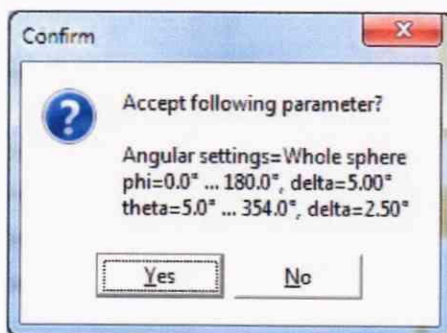 Confirm
Accept following parameter?
Angular settings=Whole sphere
phi=0.0° ... 180.0°, delta=5.00°
theta=5.0° ... 354.0°, delta=2.50°
Yes
No